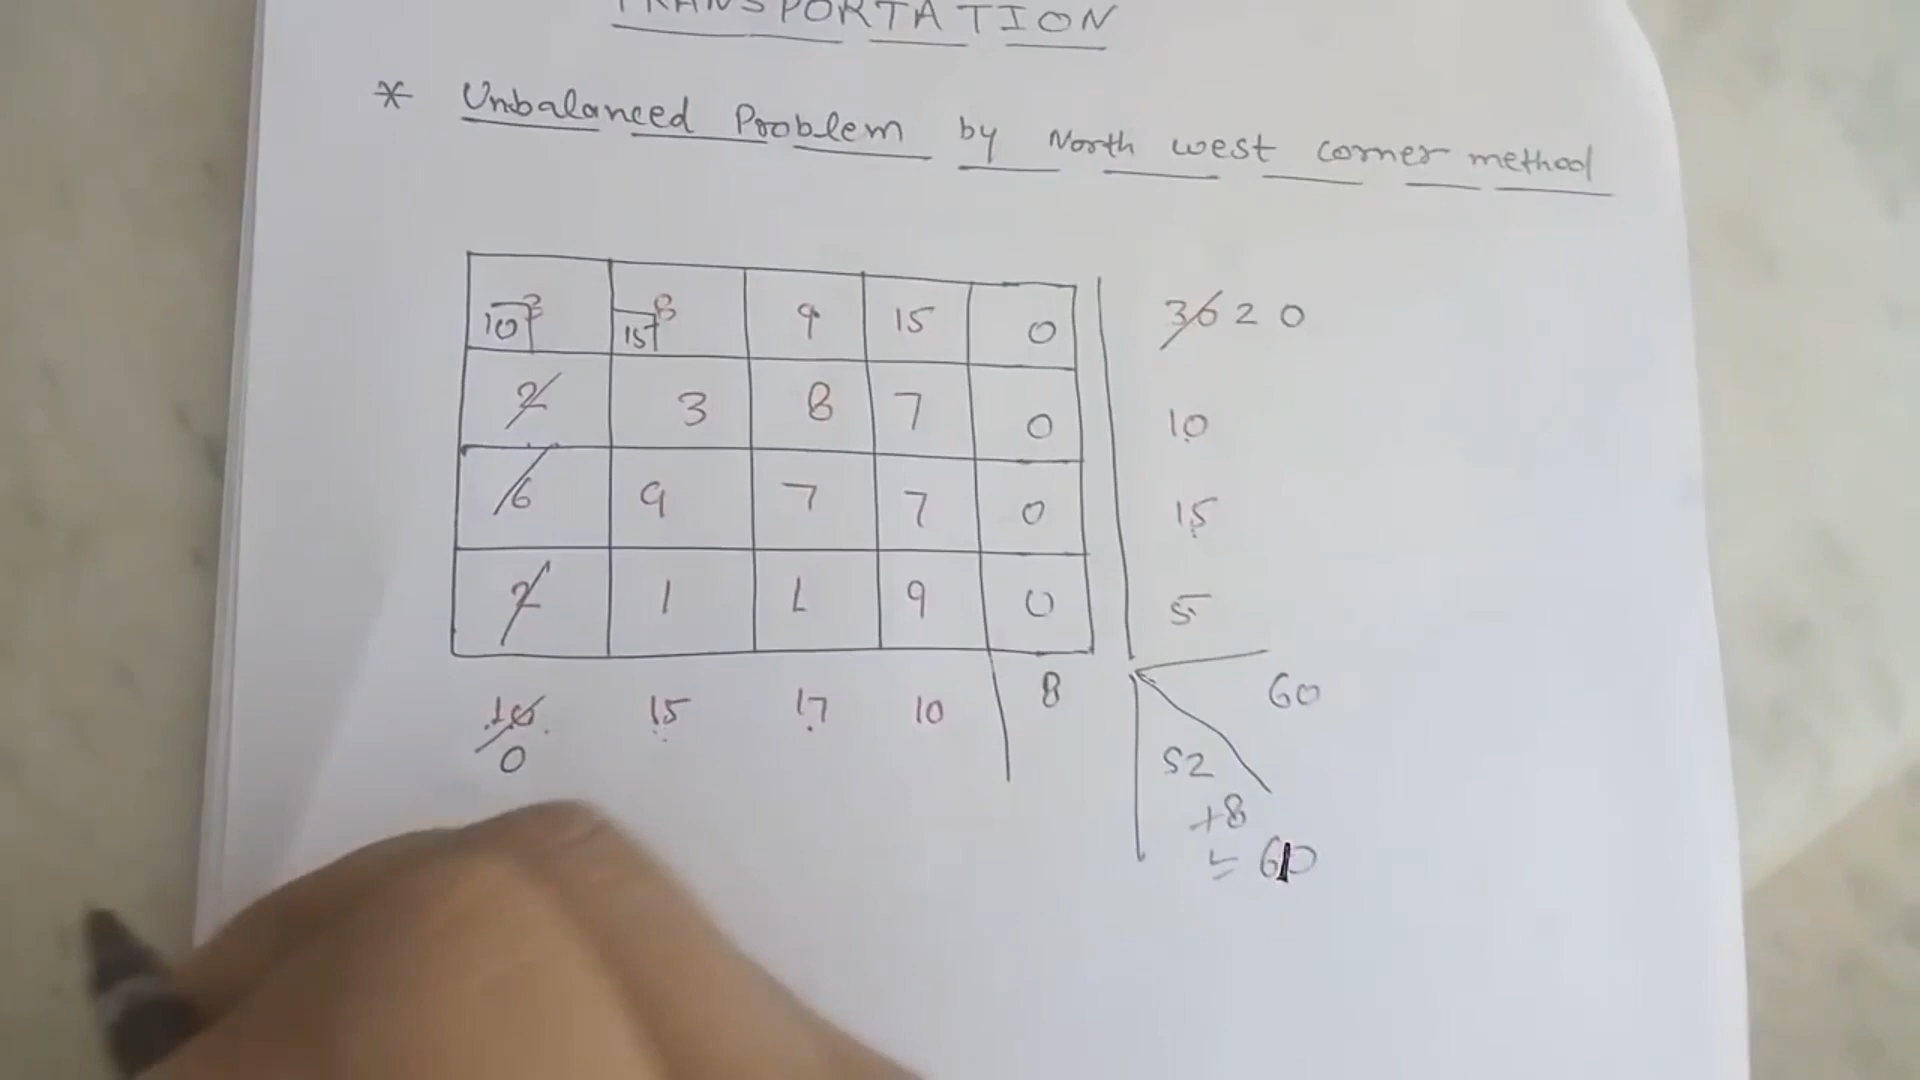 TRANSPORTATION
* Unbalanced Problem by North west corner method
10 3 15 8 9 15 0 30 20
2 3 8 7 0 10
6 9 7 7 0 15
2 1 1 9 0 5
10 15 17 10 8 60
0 52
+8
= 60